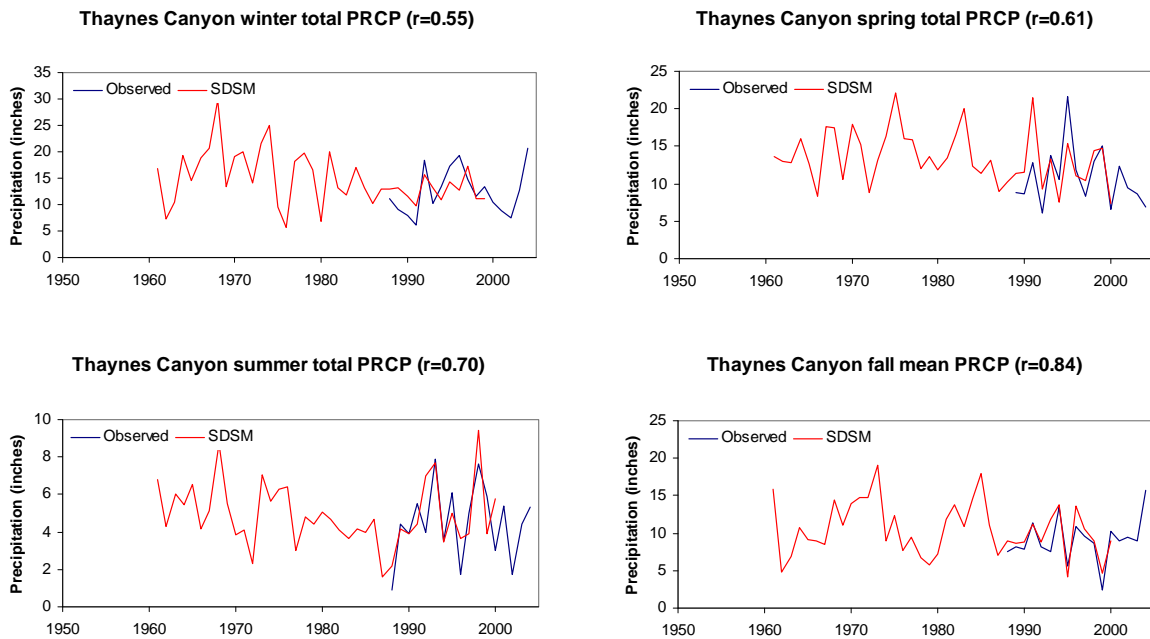 Thaynes Canyon winter total PRCP (r=0.55)
Precipitation (inches)
35
30
25
20
15
10
5
0
Observed SDSM
1950 1960 1970 1980 1990 2000
Thaynes Canyon spring total PRCP (r=0.61)
Precipitation (inches)
25
20
15
10
5
0
Observed SDSM
1950 1960 1970 1980 1990 2000
Thaynes Canyon summer total PRCP (r=0.70)
Precipitation (inches)
10
8
6
4
2
0
Observed SDSM
1950 1960 1970 1980 1990 2000
Thaynes Canyon fall mean PRCP (r=0.84)
Precipitation (inches)
25
20
15
10
5
0
Observed SDSM
1950 1960 1970 1980 1990 2000